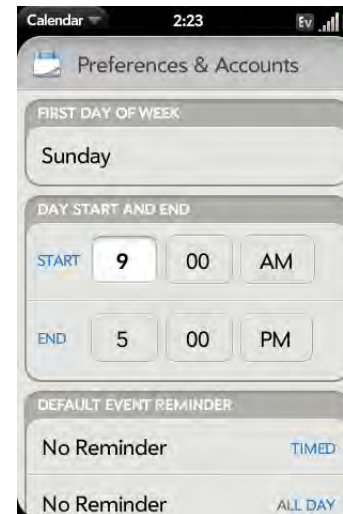 Calendar 2:23 Ev
Preferences & Accounts
FIRST DAY OF WEEK
Sunday
DAY START AND END
START 9 00 AM
END 5 00 PM
DEFAULT EVENT REMINDER
No Reminder TIMED
No Reminder ALL DAY